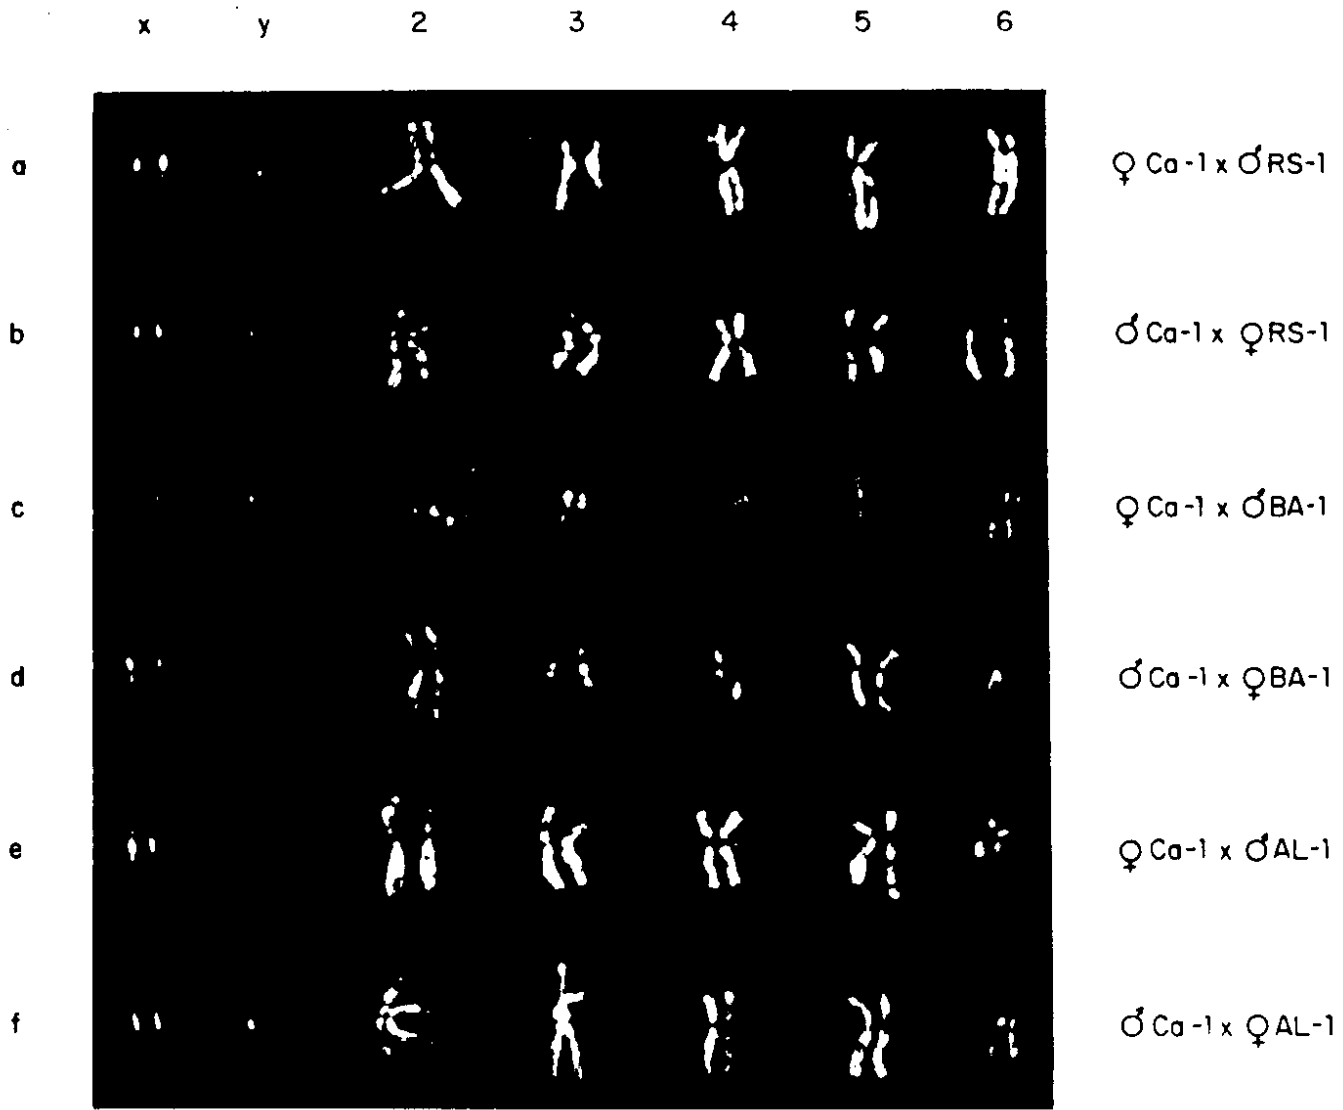 x y 2 3 4 5 6
a ♀ Ca-1 x ♂ RS-1
b ♂ Ca-1 x ♀ RS-1
c ♀ Ca-1 x ♂ BA-1
d ♂ Ca-1 x ♀ BA-1
e ♀ Ca-1 x ♂ AL-1
f ♂ Ca-1 x ♀ AL-1